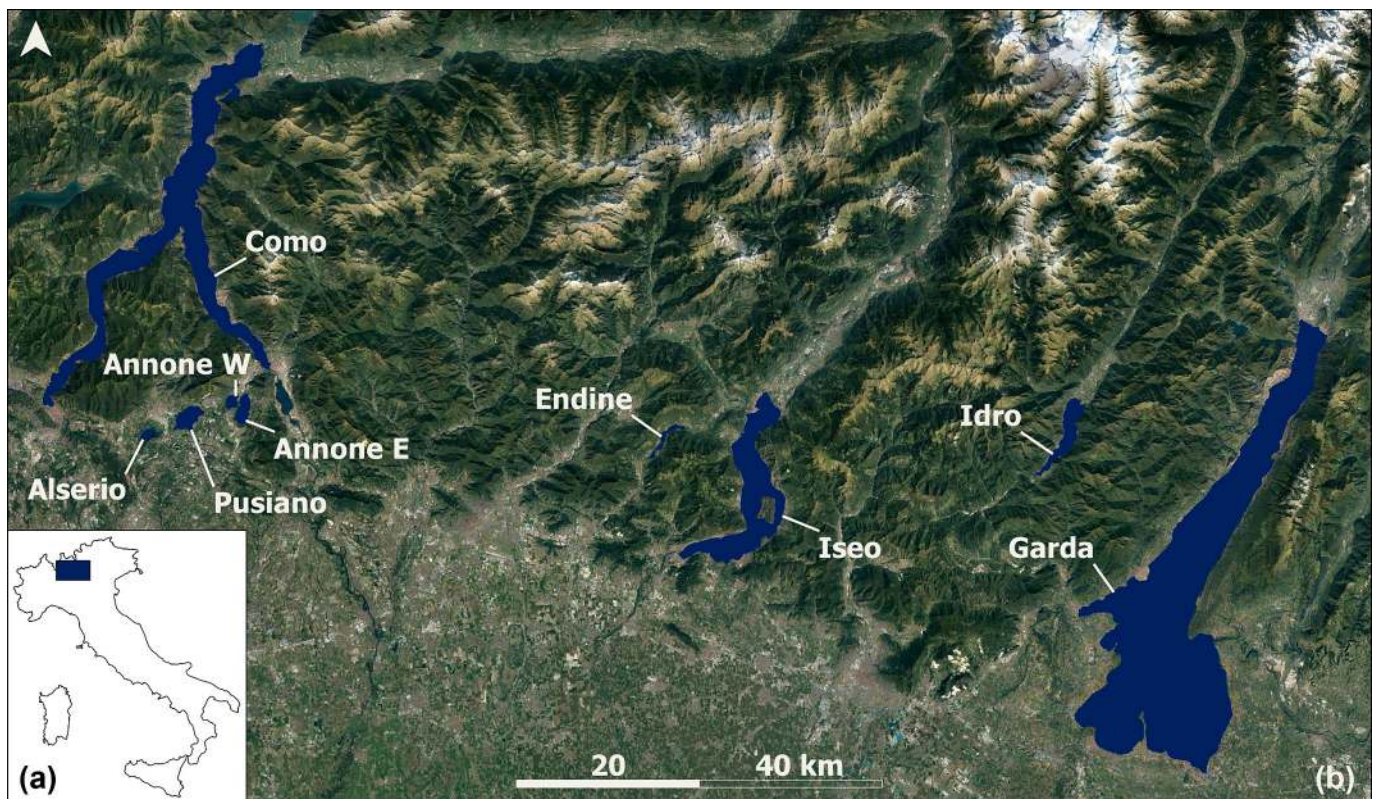 Como
Annone W
Endine
Idro
Annone E
Alserio
Pusiano
Iseo
Garda
20
40 km
(a)
(b)